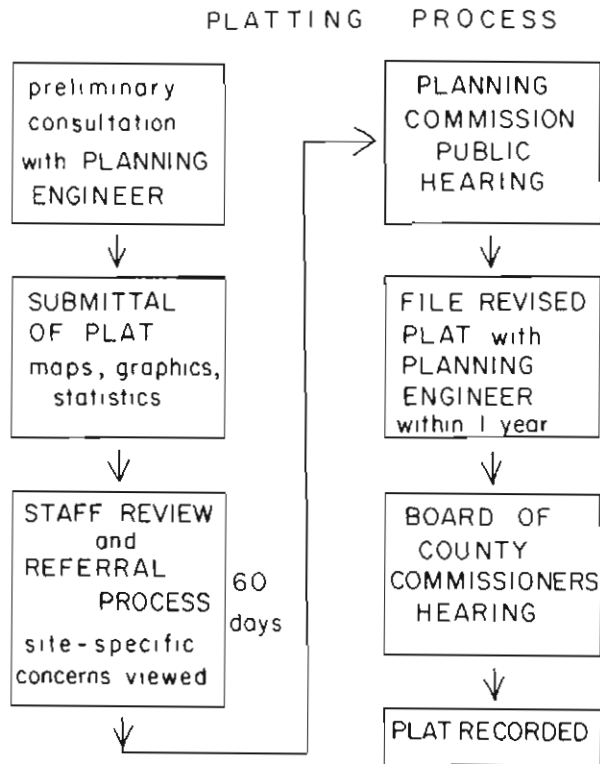 PLATTING PROCESS
preliminary
consultation
with PLANNING
ENGINEER
SUBMITTAL
OF PLAT
maps, graphics,
statistics
STAFF REVIEW
and
REFERRAL
PROCESS
site-specific
concerns viewed
60
days
PLANNING
COMMISSION
PUBLIC
HEARING
FILE REVISED
PLAT with
PLANNING
ENGINEER
within 1 year
BOARD OF
COUNTY
COMMISSIONERS
HEARING
PLAT RECORDED